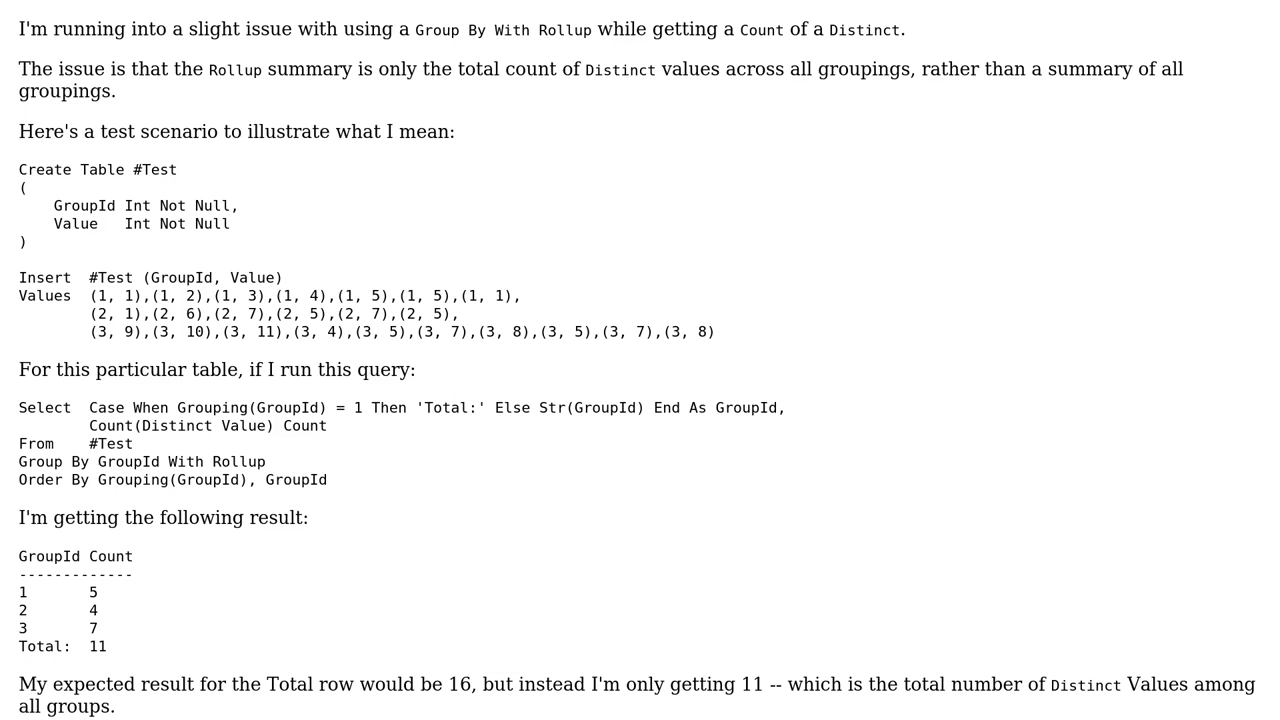 I'm running into a slight issue with using a Group By With Rollup while getting a Count of a Distinct.
The issue is that the Rollup summary is only the total count of Distinct values across all groupings, rather than a summary of all
groupings.
Here's a test scenario to illustrate what I mean:
Create Table #Test
(
    GroupId Int Not Null,
    Value   Int Not Null
)
Insert  #Test (GroupId, Value)
Values  (1, 1),(1, 2),(1, 3),(1, 4),(1, 5),(1, 5),(1, 1),
        (2, 1),(2, 6),(2, 7),(2, 5),(2, 7),(2, 5),
        (3, 9),(3, 10),(3, 11),(3, 4),(3, 5),(3, 7),(3, 8),(3, 5),(3, 7),(3, 8)
For this particular table, if I run this query:
Select  Case When Grouping(GroupId) = 1 Then 'Total:' Else Str(GroupId) End As GroupId,
        Count(Distinct Value) Count
From    #Test
Group By GroupId With Rollup
Order By Grouping(GroupId), GroupId
I'm getting the following result:
GroupId Count
-------------
1       5
2       4
3       7
Total:  11
My expected result for the Total row would be 16, but instead I'm only getting 11 -- which is the total number of Distinct Values among
all groups.